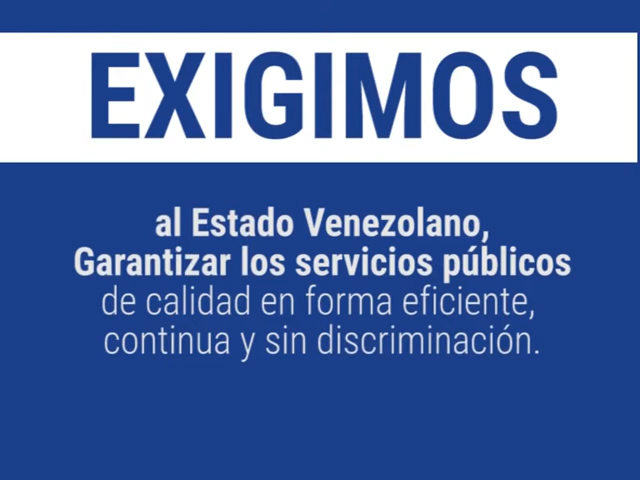 EXIGIMOS
al Estado Venezolano,
Garantizar los servicios públicos
de calidad en forma eficiente,
continua y sin discriminación.